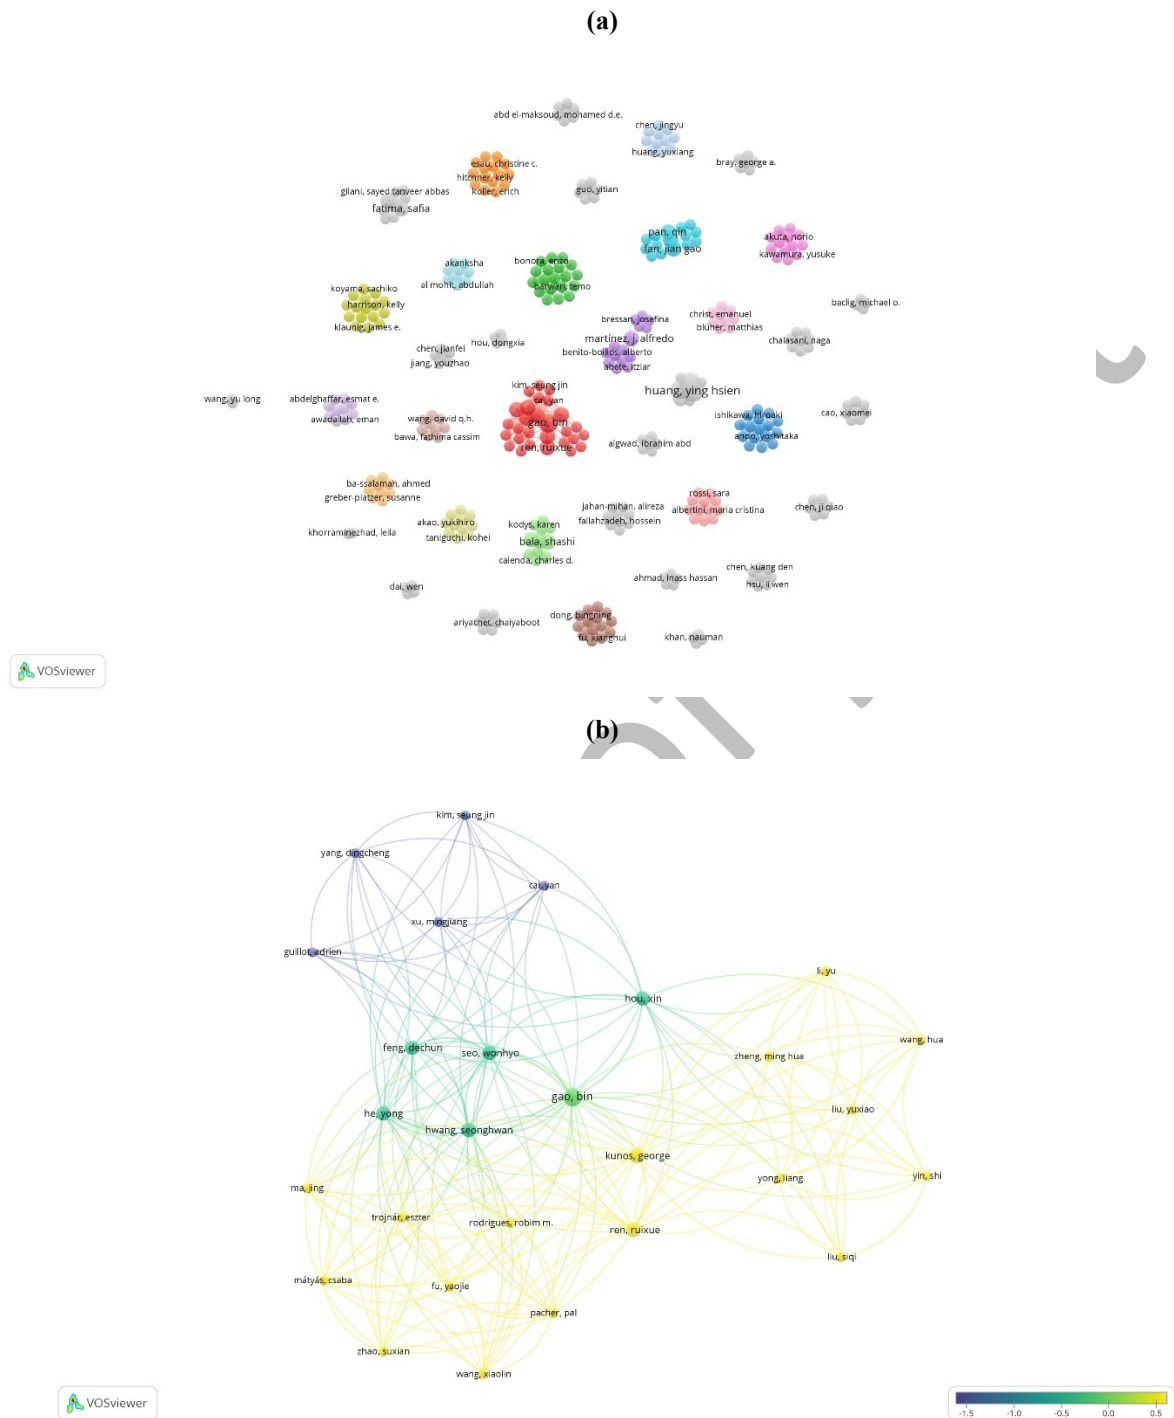 (a)
abd el-maksoud, mohamed d.e.
chen, jingyu
huang, yuxiang
bray, george a.
esau, christine c.
hitchner, kelly
koller, erich
gilani, sayed tanveer abbas
fatima, safia
guo, yitian
pan, qin
fan, jian gao
akuta, norio
kawamura, yusuke
akanksha
al mohit, abdullah
bonora, enzo
barwari, temo
koyama, sachiko
harrison, kelly
klaunig, james e.
baclig, michael o.
bressan, josefina
martínez, j. alfredo
benito-boillos, alberto
abete, itziar
christ, emanuel
blüher, matthias
chalasani, naga
hou, dongxia
chen, jianfei
jiang, youzhao
wang, yu long
abdelghaffar, esmat e.
awadallah, eman
kim, seung jin
cai, yan
gao, bin
ren, ruixue
huang, ying hsien
wang, david q.h.
bawa, fathima cassim
ishikawa, hiroaki
ando, yoshitaka
cao, xiaomei
algwad, ibrahim abd
ba-ssalamah, ahmed
greber-platzer, susanne
rossi, sara
albertini, maria cristina
jahan-mihan, alireza
fallahzadeh, hossein
chen, ji qiao
khorraminezhad, leila
akao, yukihiro
taniguchi, kohei
kodys, karen
bala, shashi
calenda, charles d.
chen, kuang den
hsu, li wen
ahmad, inass hassan
dai, wen
ariyachet, chaiyaboot
dong, bingning
fu, xianghui
khan, nauman
VOSviewer
(b)
kim, seung jin
yang, dingcheng
cai, yan
xu, mingjiang
guillot, adrien
li, yu
hou, xin
wang, hua
feng, dechun
seo, wonhyo
zheng, ming hua
gao, bin
liu, yuxiao
he, yong
hwang, seonghwan
kunos, george
yong, liang
yin, shi
ma, jing
trojnár, eszter
rodrigues, robim m.
ren, ruixue
liu, siqi
mátyás, csaba
fu, yaojie
pacher, pal
zhao, suxian
wang, xiaolin
VOSviewer
-1.5 -1.0 -0.5 0.0 0.5